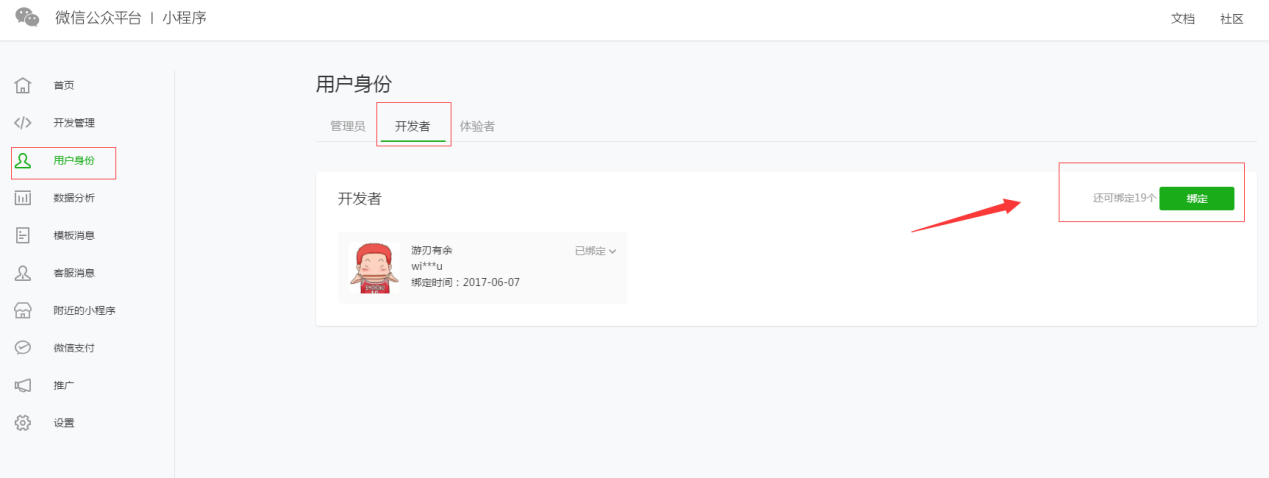 微信公众平台 | 小程序
文档 社区
首页
开发管理
用户身份
数据分析
模板消息
客服消息
附近的小程序
微信支付
推广
设置
用户身份
管理员 开发者 体验者
开发者
还可绑定19个 绑定
游刃有余 已绑定
wi***u
绑定时间：2017-06-07